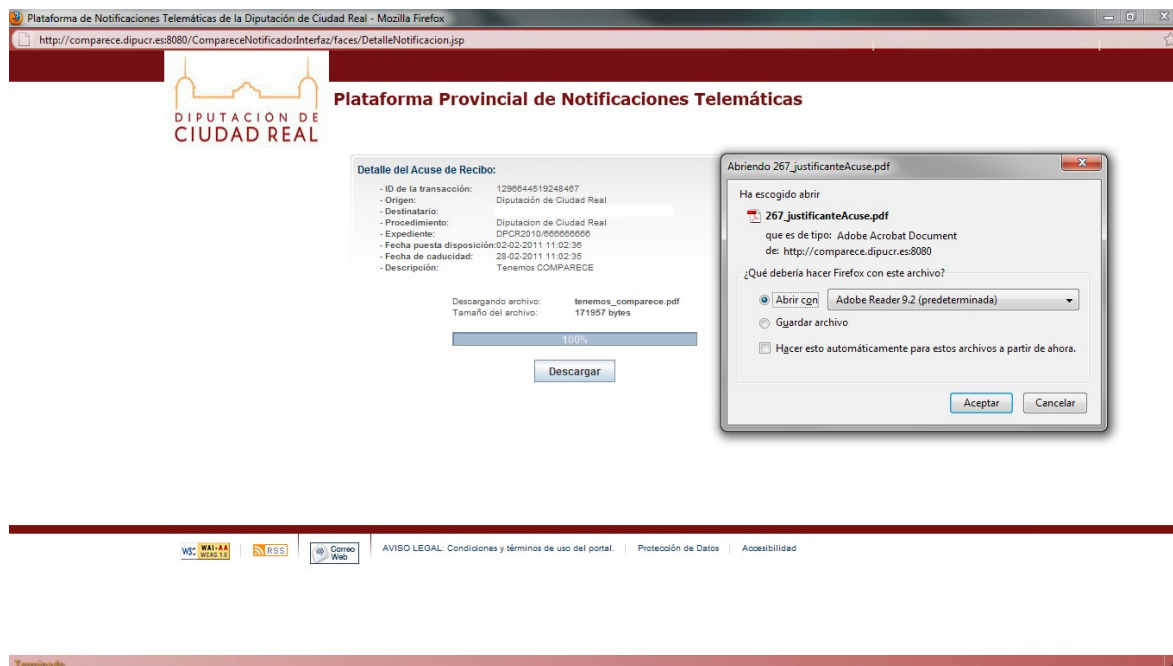 Plataforma de Notificaciones Telemáticas de la Diputación de Ciudad Real - Mozilla Firefox
http://comparece.dipucr.es:8080/CompareceNotificadorInterfaz/faces/DetalleNotificacion.jsp
DIPUTACIÓN DE
CIUDAD REAL
Plataforma Provincial de Notificaciones Telemáticas
Detalle del Acuse de Recibo:
- ID de la transacción: 1296644519248467
- Origen: Diputación de Ciudad Real
- Destinatario:
- Procedimiento: Diputacion de Ciudad Real
- Expediente: DPCR2010/666666666
- Fecha puesta disposición:02-02-2011 11:02:36
- Fecha de caducidad: 28-02-2011 11:02:35
- Descripción: Tenemos COMPARECE
Descargando archivo: tenemos_comparece.pdf
Tamaño del archivo: 171957 bytes
100%
Descargar
Abriendo 267_justificanteAcuse.pdf
Ha escogido abrir
267_justificanteAcuse.pdf
que es de tipo: Adobe Acrobat Document
de: http://comparece.dipucr.es:8080
¿Qué debería hacer Firefox con este archivo?
Abrir con Adobe Reader 9.2 (predeterminada)
Guardar archivo
Hacer esto automáticamente para estos archivos a partir de ahora.
Aceptar Cancelar
W3C WAI-AA WCAG 1.0 RSS Correo Web AVISO LEGAL: Condiciones y términos de uso del portal. Protección de Datos Accesibilidad
Terminado